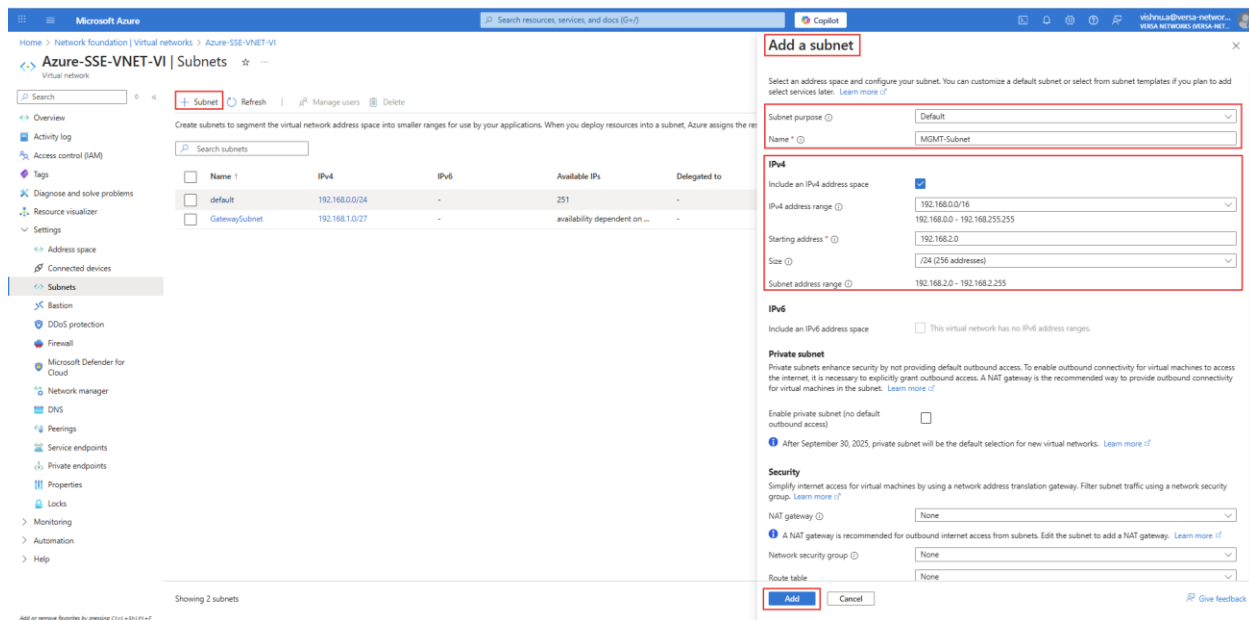 Microsoft Azure
Search resources, services, and docs (G+/)
Copilot
vishnu.a@versa-networ...
VERSA NETWORKS (VERSA-NET...
Home > Network foundation | Virtual networks > Azure-SSE-VNET-VI
Azure-SSE-VNET-VI | Subnets
Virtual network
Search
Overview
Activity log
Access control (IAM)
Tags
Diagnose and solve problems
Resource visualizer
Settings
Address space
Connected devices
Subnets
Bastion
DDoS protection
Firewall
Microsoft Defender for
Cloud
Network manager
DNS
Peerings
Service endpoints
Private endpoints
Properties
Locks
Monitoring
Automation
Help
Add or remove favorites by pressing Ctrl+Shift+F
+ Subnet Refresh | Manage users Delete
Create subnets to segment the virtual network address space into smaller ranges for use by your applications. When you deploy resources into a subnet, Azure assigns the res
Search subnets
Name ↑ IPv4 IPv6 Available IPs Delegated to
default 192.168.0.0/24 - 251 -
GatewaySubnet 192.168.1.0/27 - availability dependent on ... -
Showing 2 subnets
Add a subnet
Select an address space and configure your subnet. You can customize a default subnet or select from subnet templates if you plan to add
select services later. Learn more
Subnet purpose Default
Name * MGMT-Subnet
IPv4
Include an IPv4 address space
IPv4 address range 192.168.0.0/16
192.168.0.0 - 192.168.255.255
Starting address * 192.168.2.0
Size /24 (256 addresses)
Subnet address range 192.168.2.0 - 192.168.2.255
IPv6
Include an IPv6 address space This virtual network has no IPv6 address ranges.
Private subnet
Private subnets enhance security by not providing default outbound access. To enable outbound connectivity for virtual machines to access
the internet, it is necessary to explicitly grant outbound access. A NAT gateway is the recommended way to provide outbound connectivity
for virtual machines in the subnet. Learn more
Enable private subnet (no default
outbound access)
After September 30, 2025, private subnet will be the default selection for new virtual networks. Learn more
Security
Simplify internet access for virtual machines by using a network address translation gateway. Filter subnet traffic using a network security
group. Learn more
NAT gateway None
A NAT gateway is recommended for outbound internet access from subnets. Edit the subnet to add a NAT gateway. Learn more
Network security group None
Route table None
Add Cancel Give feedback